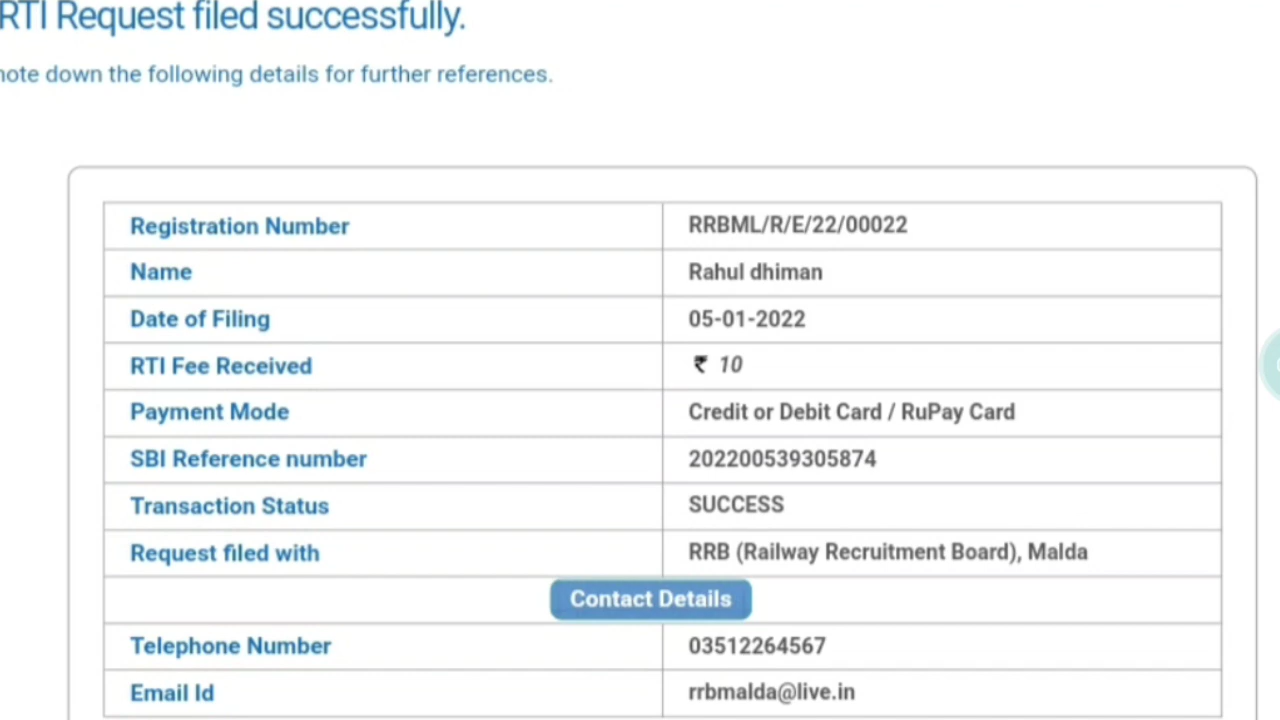 RTI Request filed successfully.
note down the following details for further references.
Registration Number RRBML/R/E/22/00022
Name Rahul dhiman
Date of Filing 05-01-2022
RTI Fee Received ₹ 10
Payment Mode Credit or Debit Card / RuPay Card
SBI Reference number 202200539305874
Transaction Status SUCCESS
Request filed with RRB (Railway Recruitment Board), Malda
Contact Details
Telephone Number 03512264567
Email Id rrbmalda@live.in